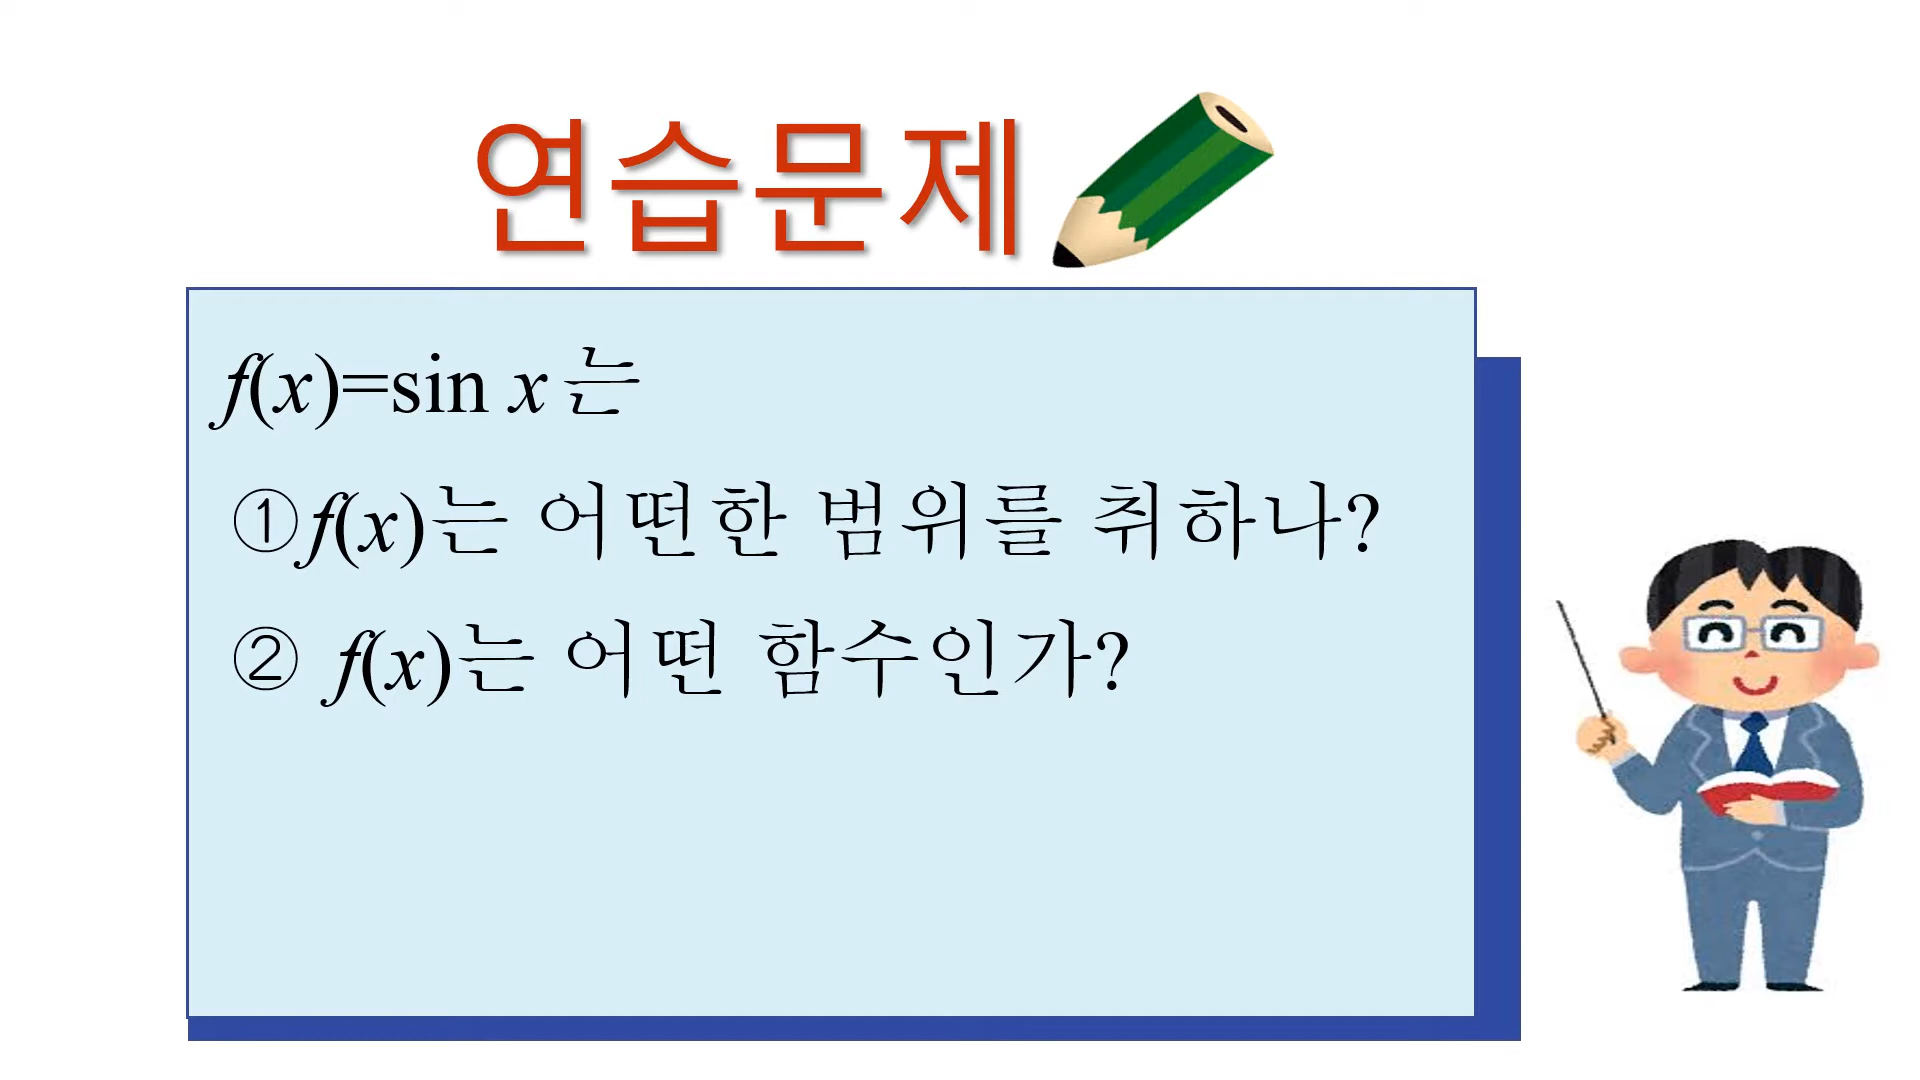 연습문제
f(x)=sin x는
①f(x)는 어떤한 범위를 취하나?
② f(x)는 어떤 함수인가?